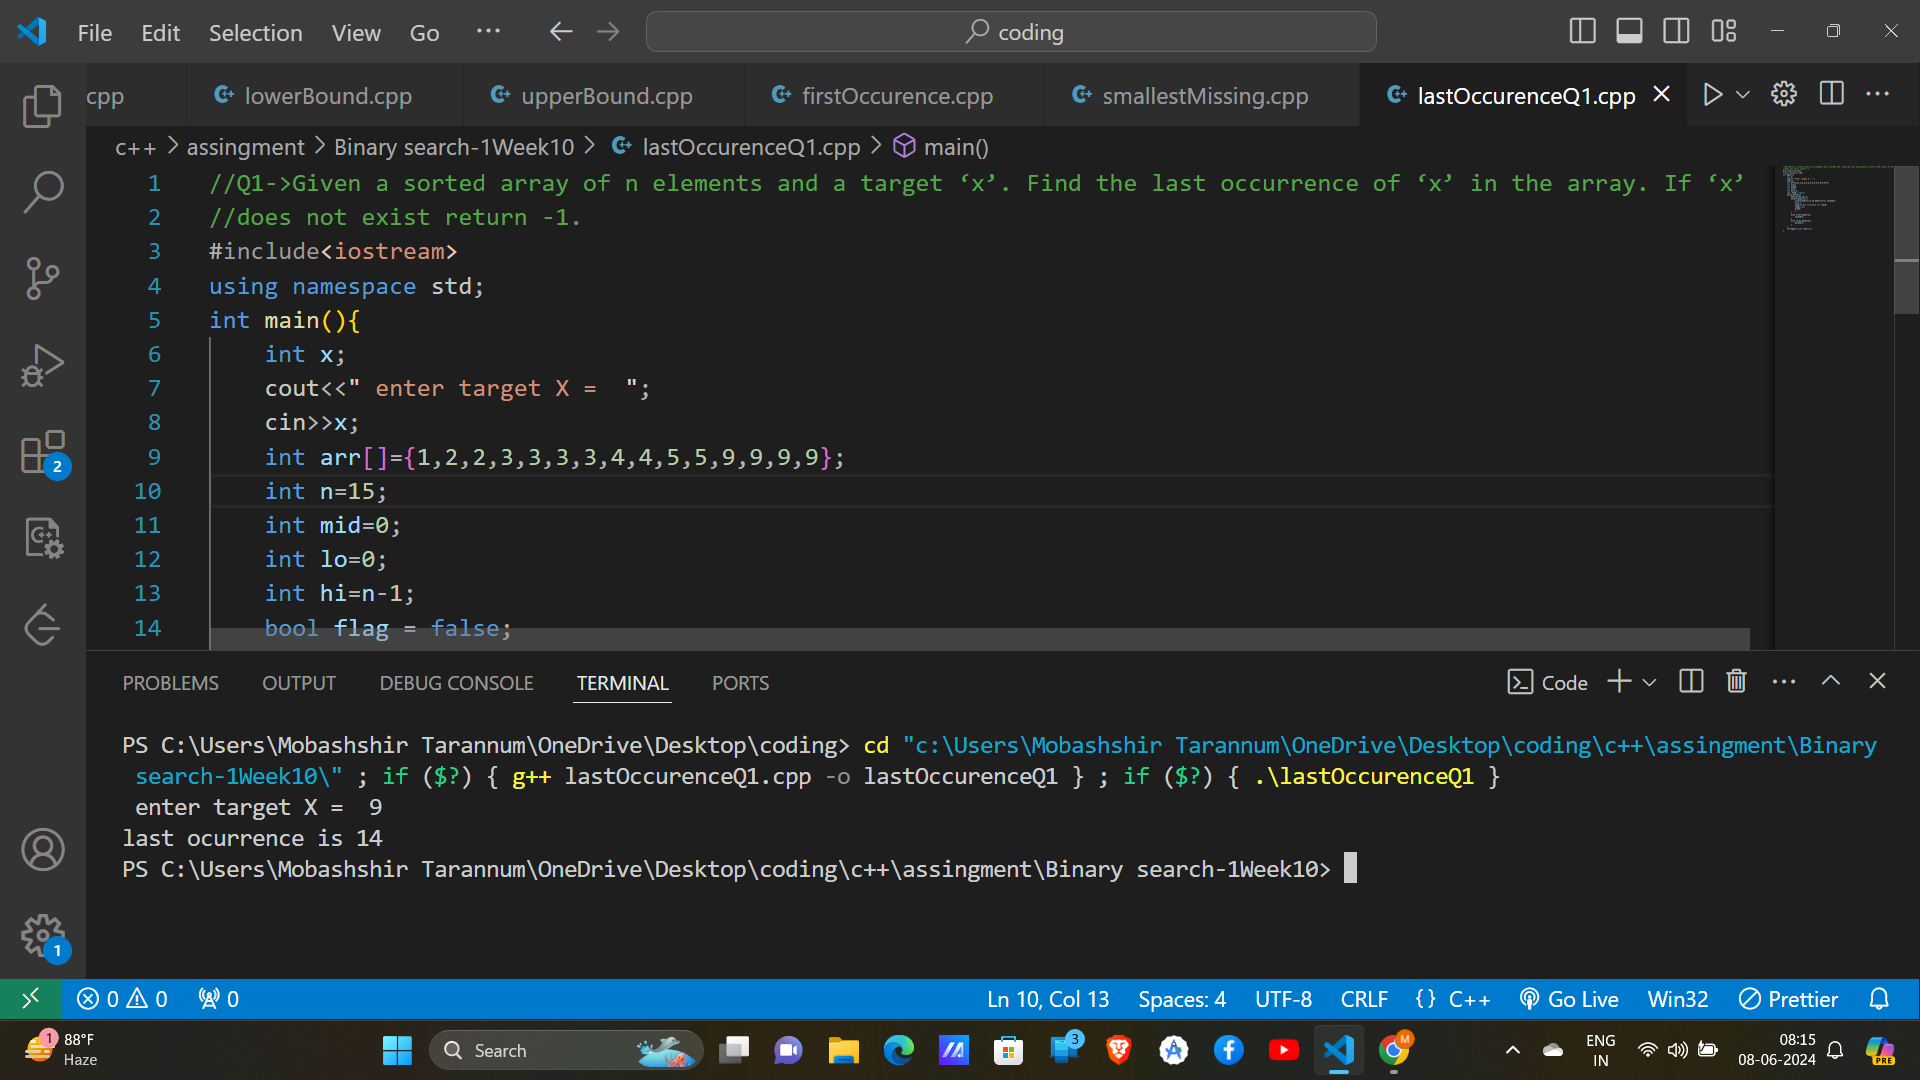 File Edit Selection View Go ··· coding
cpp lowerBound.cpp upperBound.cpp firstOccurence.cpp smallestMissing.cpp lastOccurenceQ1.cpp
c++ > assingment > Binary search-1Week10 > lastOccurenceQ1.cpp > main()
1 //Q1->Given a sorted array of n elements and a target ‘x’. Find the last occurrence of ‘x’ in the array. If ‘x’
2 //does not exist return -1.
3 #include<iostream>
4 using namespace std;
5 int main(){
6 int x;
7 cout<<" enter target X =  ";
8 cin>>x;
9 int arr[]={1,2,2,3,3,3,3,4,4,5,5,9,9,9,9};
10 int n=15;
11 int mid=0;
12 int lo=0;
13 int hi=n-1;
14 bool flag = false;
2
PROBLEMS OUTPUT DEBUG CONSOLE TERMINAL PORTS Code
PS C:\Users\Mobashshir Tarannum\OneDrive\Desktop\coding> cd "c:\Users\Mobashshir Tarannum\OneDrive\Desktop\coding\c++\assingment\Binary
search-1Week10\" ; if ($?) { g++ lastOccurenceQ1.cpp -o lastOccurenceQ1 } ; if ($?) { .\lastOccurenceQ1 }
enter target X =  9
last ocurrence is 14
PS C:\Users\Mobashshir Tarannum\OneDrive\Desktop\coding\c++\assingment\Binary search-1Week10>
1
0 0 0 Ln 10, Col 13 Spaces: 4 UTF-8 CRLF {} C++ Go Live Win32 Prettier
1 88°F
Haze
Search
3
M
ENG
IN
08:15
08-06-2024
PRE